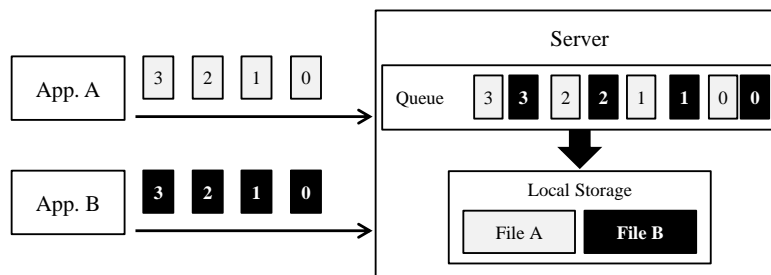 Server
App. A
3 2 1 0
Queue
3 3 2 2 1 1 0 0
App. B
3 2 1 0
Local Storage
File A
File B